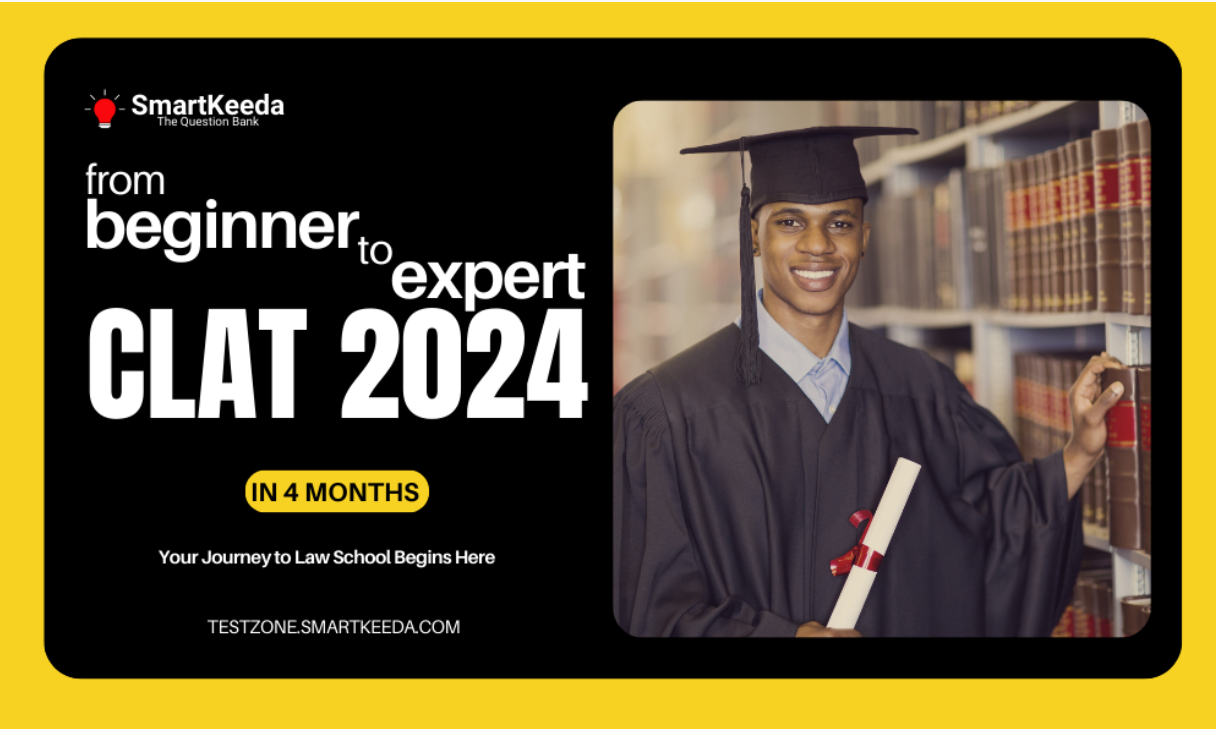 SmartKeeda
The Question Bank
from
beginner
to
expert
CLAT 2024
IN 4 MONTHS
Your Journey to Law School Begins Here
TESTZONE.SMARTKEEDA.COM